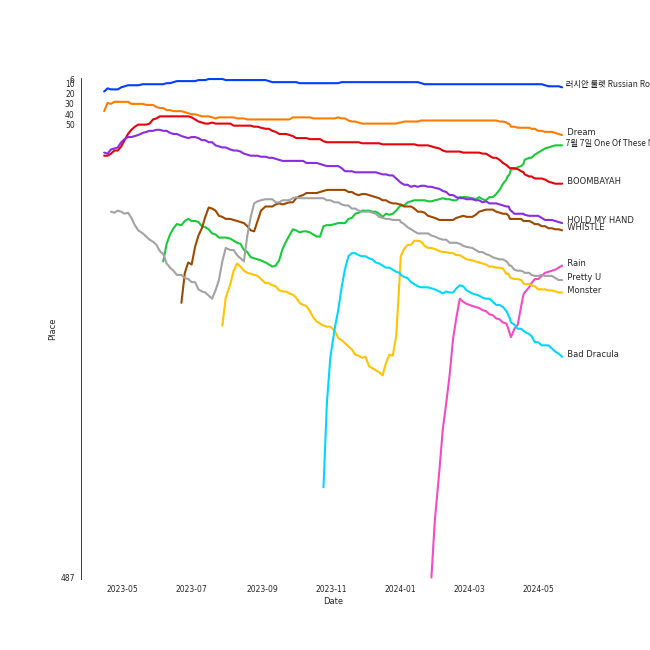 6
10
20
30
40
50
487
Place
러시안 룰렛 Russian Ro
Dream
7월 7일 One Of These N
BOOMBAYAH
HOLD MY HAND
WHISTLE
Rain
Pretty U
Monster
Bad Dracula
2023-05 2023-07 2023-09 2023-11 2024-01 2024-03 2024-05
Date